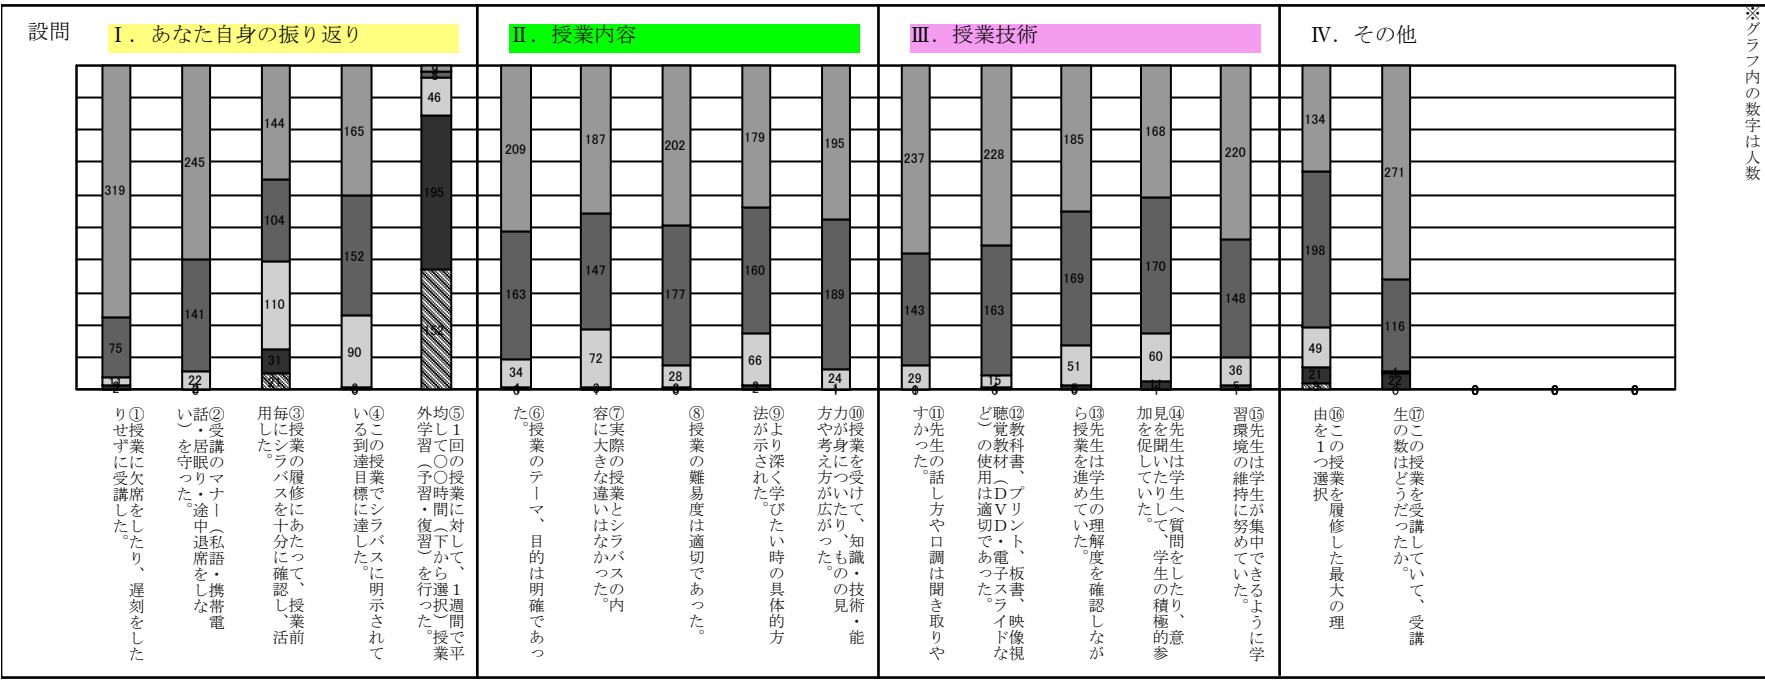 設問
Ⅰ．あなた自身の振り返り
Ⅱ．授業内容
Ⅲ．授業技術
Ⅳ．その他
※グラフ内の数字は人数
319
75
11
2
245
141
22
144
104
110
31
21
165
152
90
46
195
152
209
163
34
187
147
72
202
177
28
179
160
66
2
195
189
24
1
237
143
29
228
163
15
185
169
51
168
170
60
11
1
220
148
36
5
1
134
198
49
21
271
116
22
①授業に欠席をしたり、遅刻をした
りせずに受講した。
②受講のマナー（私語・携帯電
話・居眠り・途中退席をしな
い）を守った。
③授業の履修にあたって、授業前
毎にシラバスを十分に確認し、活
用した。
④この授業でシラバスに明示されて
いる到達目標に達した。
⑤１回の授業に対して、１週間で平
均して〇〇時間（下から選択）授業
外学習（予習・復習）を行った。
⑥授業のテーマ、目的は明確であっ
た。
⑦実際の授業とシラバスの内
容に大きな違いはなかった。
⑧授業の難易度は適切であった。
⑨より深く学びたい時の具体的方
法が示された。
⑩授業を受けて、知識・技術・能
力が身についたり、ものの見
方や考え方が広がった。
⑪先生の話し方や口調は聞き取りや
すかった。
⑫教科書、プリント、板書、映像視
聴覚教材（ＤＶＤ・電子スライドな
ど）の使用は適切であった。
⑬先生は学生の理解度を確認しなが
ら授業を進めていた。
⑭先生は学生へ質問をしたり、意
見を聞いたりして、学生の積極的参
加を促していた。
⑮先生は学生が集中できるように学
習環境の維持に努めていた。
⑯この授業を履修した最大の理
由を１つ選択
⑰この授業を受講していて、受講
生の数はどうだったか。